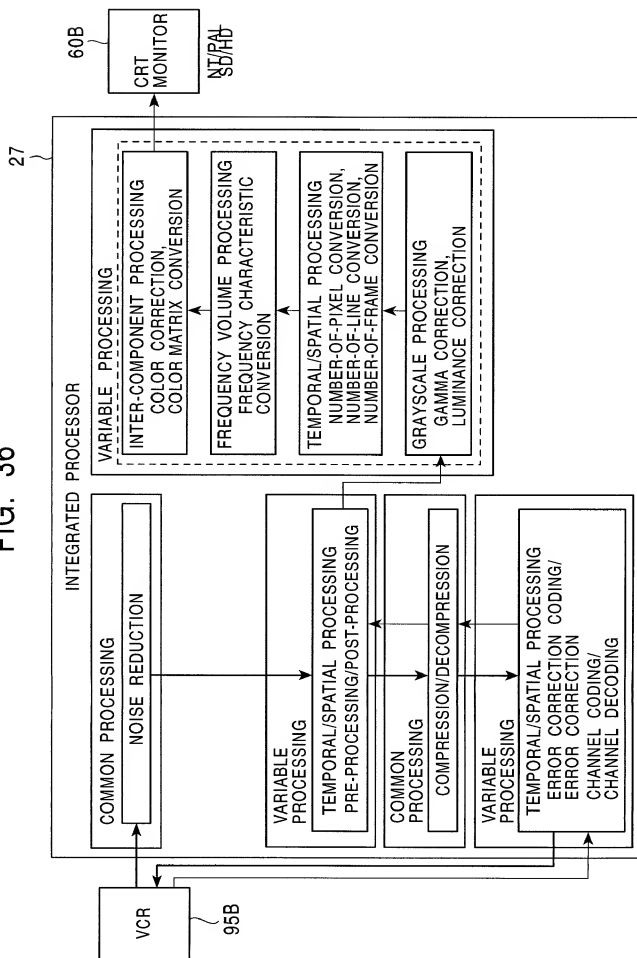 FIG. 36
27
INTEGRATED PROCESSOR
60B
CRT
MONITOR
NT/PAL
SD/HD
VCR
95B
COMMON PROCESSING
NOISE REDUCTION
VARIABLE
PROCESSING
TEMPORAL/SPATIAL PROCESSING
PRE-PROCESSING/POST-PROCESSING
COMMON
PROCESSING
COMPRESSION/DECOMPRESSION
VARIABLE
PROCESSING
TEMPORAL/SPATIAL PROCESSING
ERROR CORRECTION CODING/
ERROR CORRECTION
CHANNEL CODING/
CHANNEL DECODING
VARIABLE PROCESSING
INTER-COMPONENT PROCESSING
COLOR CORRECTION,
COLOR MATRIX CONVERSION
FREQUENCY VOLUME PROCESSING
FREQUENCY CHARACTERISTIC
CONVERSION
TEMPORAL/SPATIAL PROCESSING
NUMBER-OF-PIXEL CONVERSION,
NUMBER-OF-LINE CONVERSION,
NUMBER-OF-FRAME CONVERSION
GRAYSCALE PROCESSING
GAMMA CORRECTION,
LUMINANCE CORRECTION